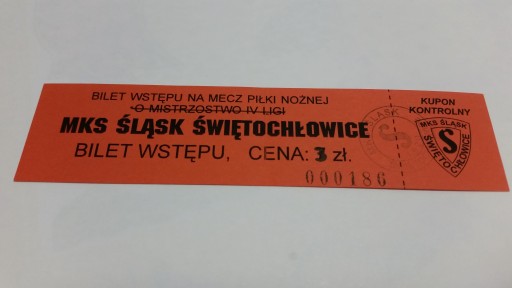 BILET WSTĘPU NA MECZ PIŁKI NOŻNEJ
O MISTRZOSTWO IV LIGI
MKS ŚLĄSK ŚWIĘTOCHŁOWICE
BILET WSTĘPU, CENA: 3 zł.
000186
KUPON
KONTROLNY
MKS ŚLĄSK
S
ŚWIĘTOCHŁOWICE
ŚLĄSK
S